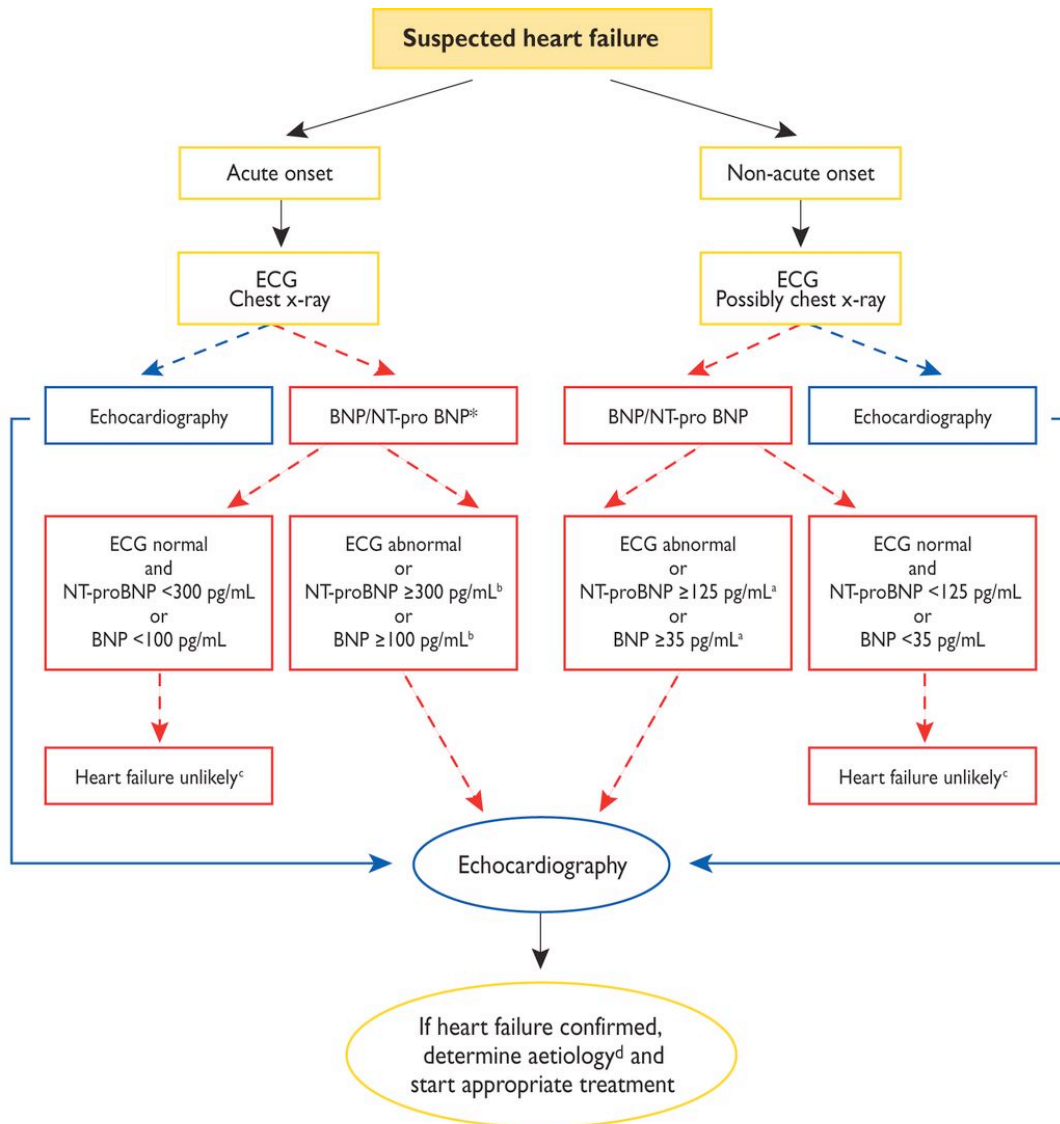 Suspected heart failure
Acute onset
Non-acute onset
ECG
Chest x-ray
ECG
Possibly chest x-ray
Echocardiography
BNP/NT-pro BNP*
BNP/NT-pro BNP
Echocardiography
ECG normal
and
NT-proBNP <300 pg/mL
or
BNP <100 pg/mL
ECG abnormal
or
NT-proBNP ≥300 pg/mLᵇ
or
BNP ≥100 pg/mLᵇ
ECG abnormal
or
NT-proBNP ≥125 pg/mLᵃ
or
BNP ≥35 pg/mLᵃ
ECG normal
and
NT-proBNP <125 pg/mL
or
BNP <35 pg/mL
Heart failure unlikelyᶜ
Heart failure unlikelyᶜ
Echocardiography
If heart failure confirmed,
determine aetiologyᵈ and
start appropriate treatment